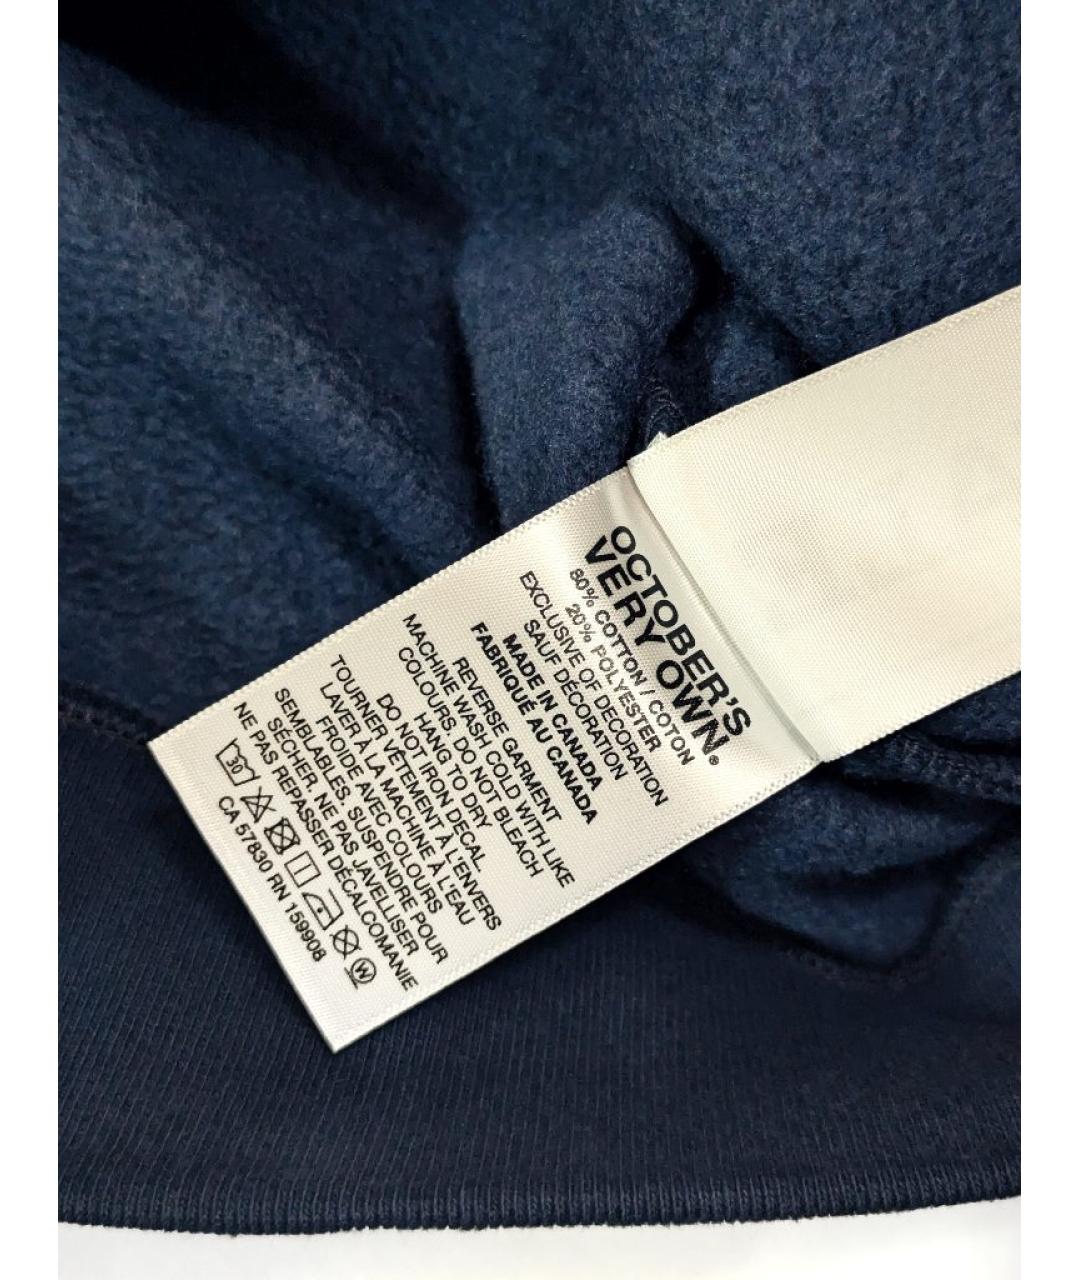 OCTOBER'S
VERY OWN®
80% COTTON / COTON
20% POLYESTER
EXCLUSIVE OF DECORATION
SAUF DÉCORATION
MADE IN CANADA
FABRIQUÉ AU CANADA
REVERSE GARMENT
MACHINE WASH COLD WITH LIKE
COLOURS. DO NOT BLEACH
HANG TO DRY
DO NOT IRON DECAL
TOURNER VÊTEMENT À L'ENVERS
LAVER À LA MACHINE À L'EAU
FROIDE AVEC COLOURS
SEMBLABLES. SUSPENDRE POUR
SÉCHER. NE PAS JAVELLISER
NE PAS REPASSER DÉCALCOMANIE
30 W
CA 57830 RN 159908